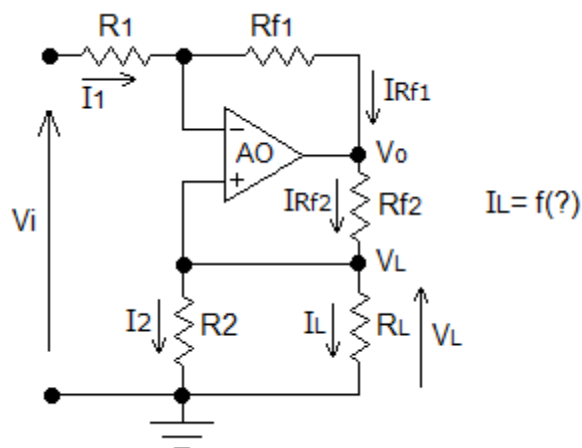 R1
Rf1
I1
IRf1
AO
Vo
IRf2
Rf2
IL= f(?)
Vi
VL
I2
R2
IL
RL
VL